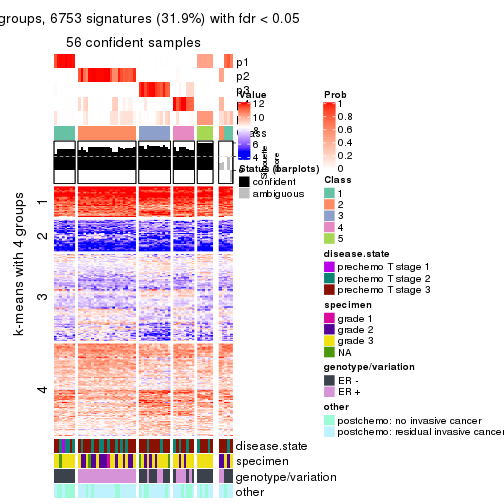 groups, 6753 signatures (31.9%) with fdr < 0.05
56 confident samples
p1
p2
p3
Value
12
10
8
6
4
Prob
1
0.8
0.6
0.4
0.2
0
Silhouette
score
Status (barplots)
confident
ambiguous
Class
1
2
3
4
5
disease.state
prechemo T stage 1
prechemo T stage 2
prechemo T stage 3
specimen
grade 1
grade 2
grade 3
NA
genotype/variation
ER -
ER +
other
postchemo: no invasive cancer
postchemo: residual invasive cancer
k-means with 4 groups
1
2
3
4
disease.state
specimen
genotype/variation
other